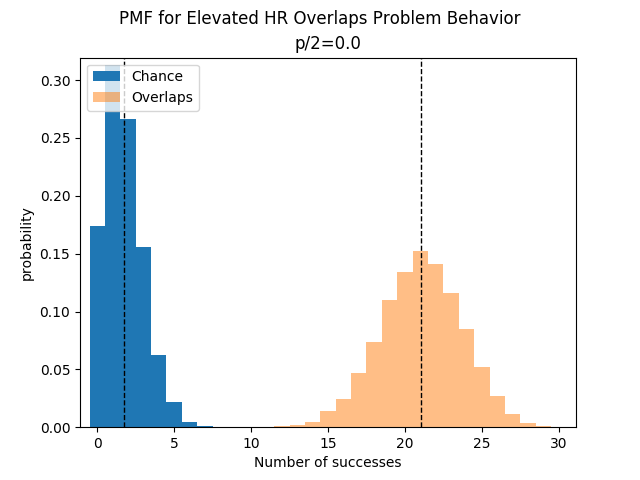 PMF for Elevated HR Overlaps Problem Behavior
p/2=0.0
Chance
Overlaps
0.30
0.25
0.20
0.15
0.10
0.05
0.00
probability
0
5
10
15
20
25
30
Number of successes